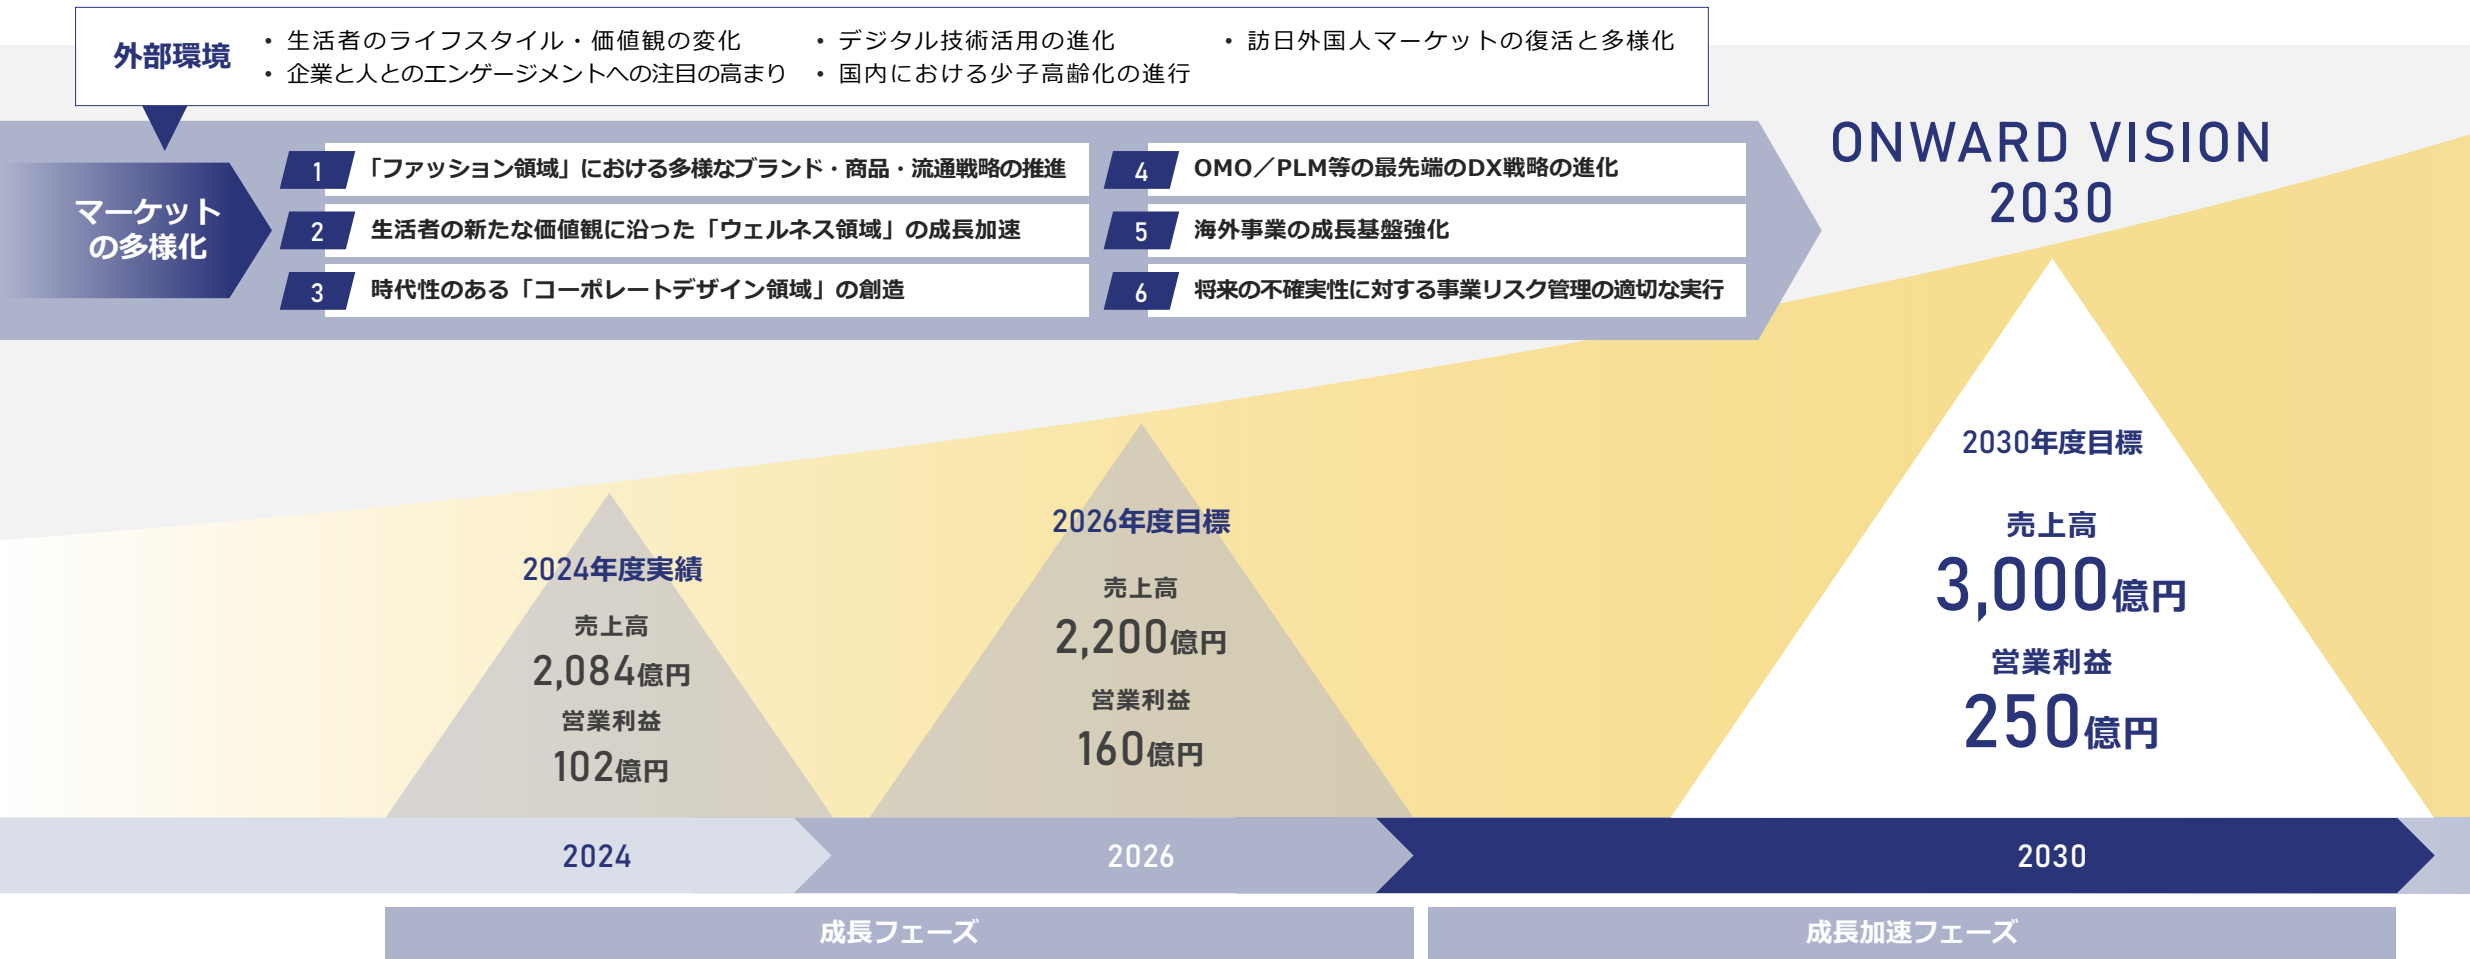 外部環境
・生活者のライフスタイル・価値観の変化
・企業と人とのエンゲージメントへの注目の高まり
・デジタル技術活用の進化
・国内における少子高齢化の進行
・訪日外国人マーケットの復活と多様化
マーケット
の多様化
1 「ファッション領域」における多様なブランド・商品・流通戦略の推進
2 生活者の新たな価値観に沿った「ウェルネス領域」の成長加速
3 時代性のある「コーポレートデザイン領域」の創造
4 OMO／PLM等の最先端のDX戦略の進化
5 海外事業の成長基盤強化
6 将来の不確実性に対する事業リスク管理の適切な実行
ONWARD VISION
2030
2024年度実績
売上高
2,084億円
営業利益
102億円
2026年度目標
売上高
2,200億円
営業利益
160億円
2030年度目標
売上高
3,000億円
営業利益
250億円
2024
2026
2030
成長フェーズ
成長加速フェーズ